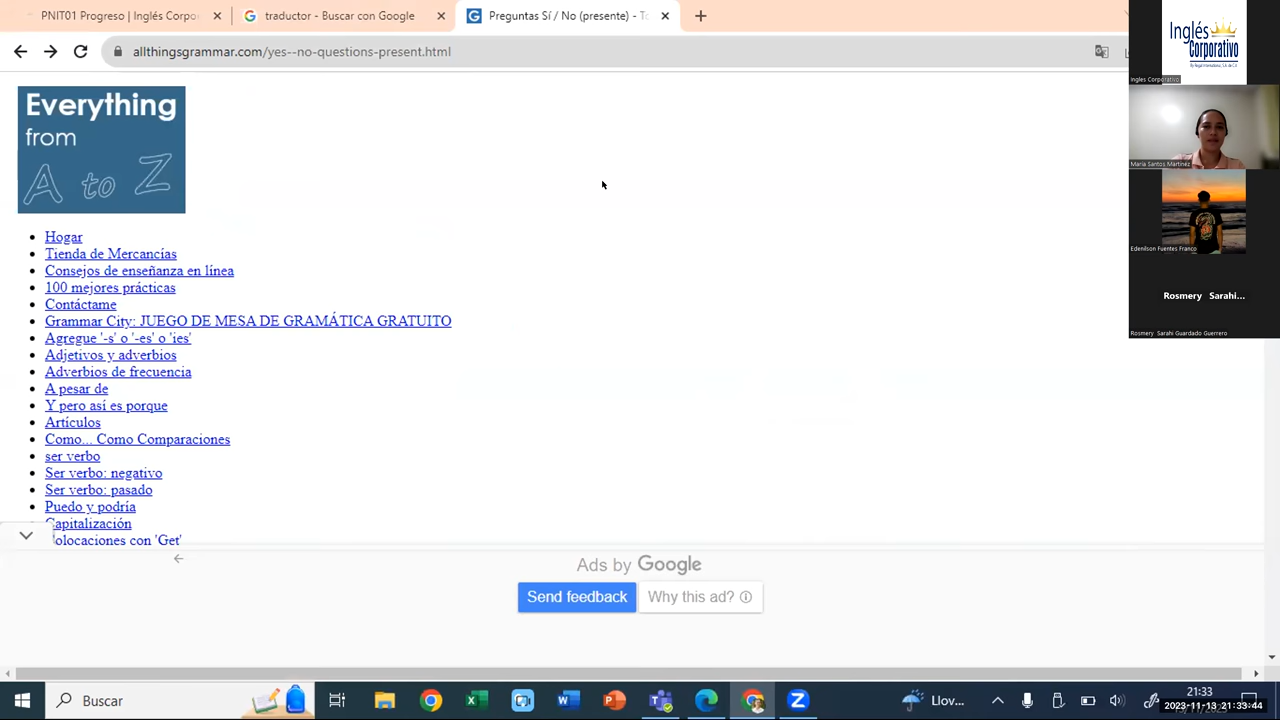 PNIT01 Progreso | Inglés Corpo
traductor - Buscar con Google
Preguntas Sí / No (presente) - To
allthingsgrammar.com/yes--no-questions-present.html
Everything
from
A to Z
Hogar
Tienda de Mercancías
Consejos de enseñanza en línea
100 mejores prácticas
Contáctame
Grammar City: JUEGO DE MESA DE GRAMÁTICA GRATUITO
Agregue '-s' o '-es' o 'ies'
Adjetivos y adverbios
Adverbios de frecuencia
A pesar de
Y pero así es porque
Artículos
Como... Como Comparaciones
ser verbo
Ser verbo: negativo
Ser verbo: pasado
Puedo y podría
Capitalización
olocaciones con 'Get'
Ads by Google
Send feedback
Why this ad?
Inglés
Corporativo
Ingles Corporativo
Maria Santos Martinez
Edenilson Fuentes Franco
Rosmery Sarahi...
Rosmery Sarahi Guardado Guerrero
Buscar
Llov...
21:33
2023-11-13 21:33:44